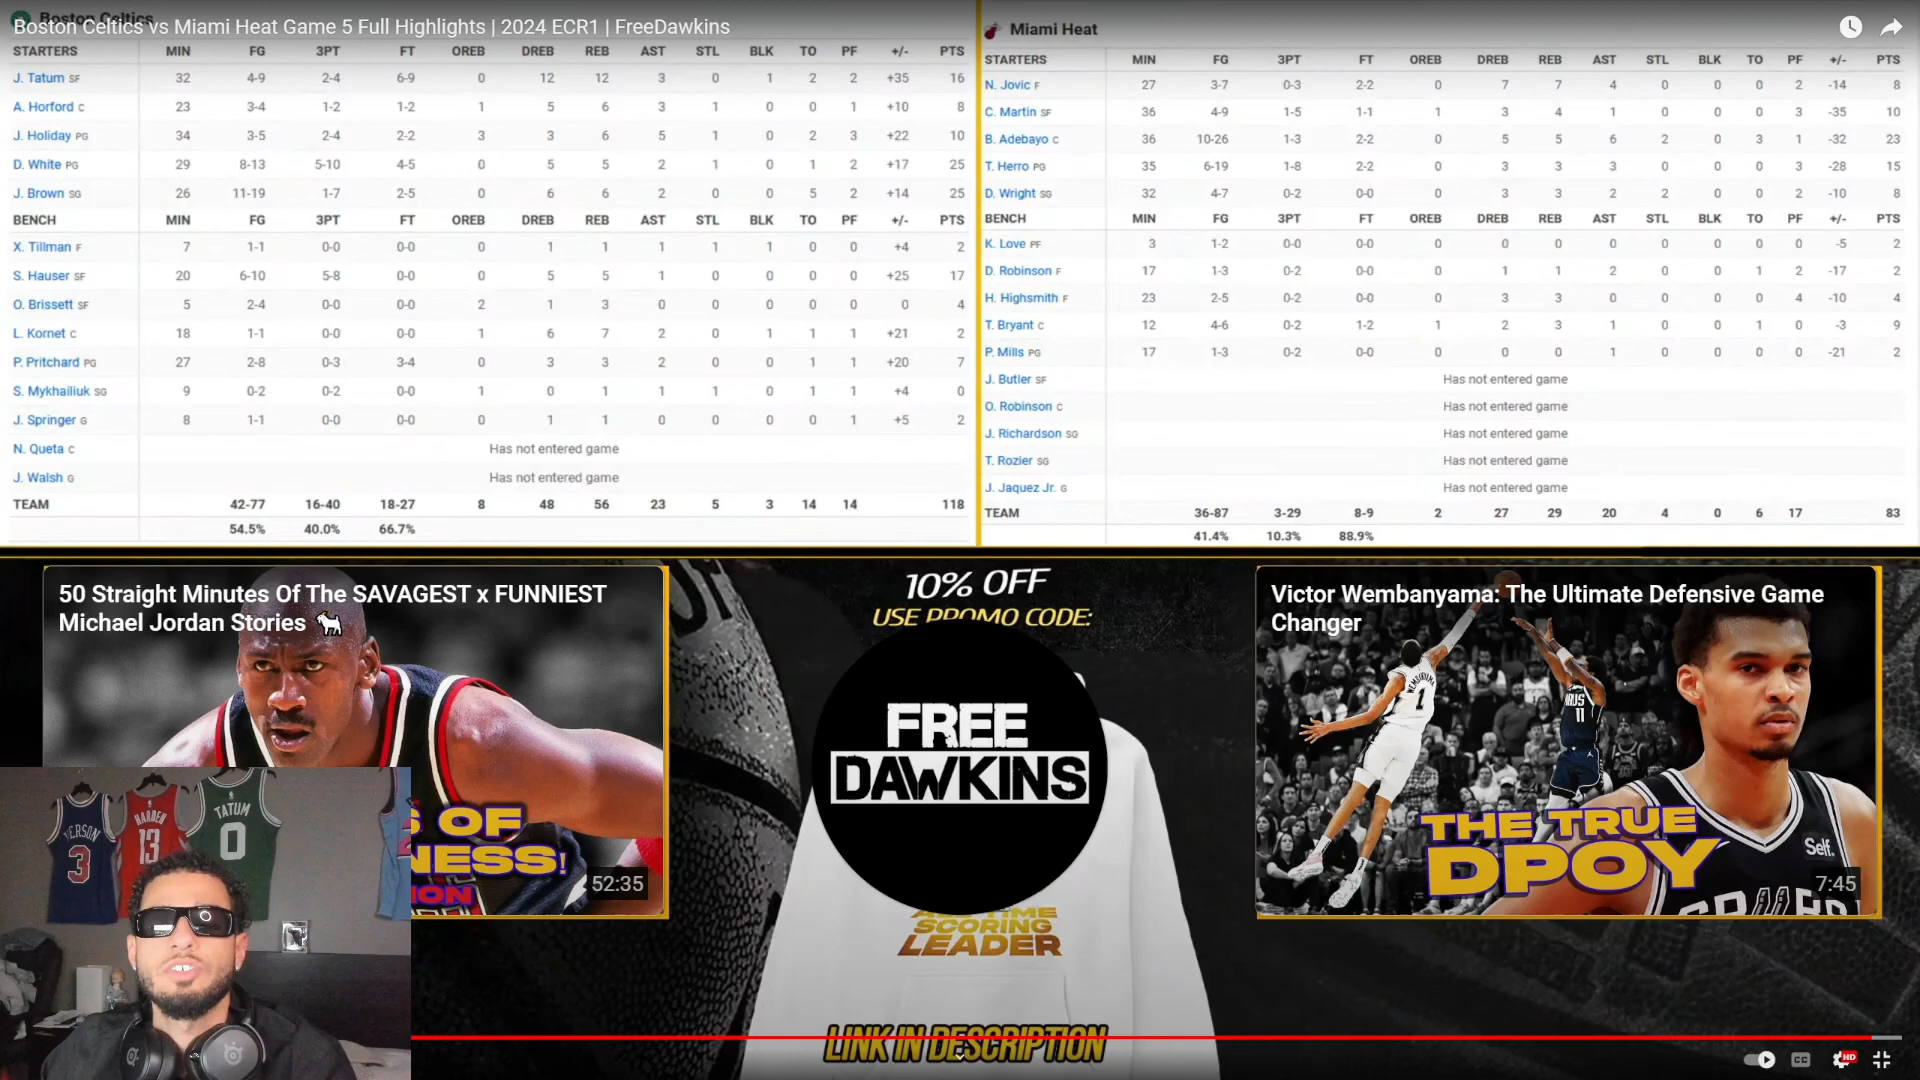 Boston Celtics
Boston Celtics vs Miami Heat Game 5 Full Highlights | 2024 ECR1 | FreeDawkins
STARTERS MIN FG 3PT FT OREB DREB REB AST STL BLK TO PF +/- PTS
J. Tatum SF 32 4-9 2-4 6-9 0 12 12 3 0 1 2 2 +35 16
A. Horford C 23 3-4 1-2 1-2 1 5 6 3 1 0 0 1 +10 8
J. Holiday PG 34 3-5 2-4 2-2 3 3 6 5 1 0 2 3 +22 10
D. White PG 29 8-13 5-10 4-5 0 5 5 2 1 0 1 2 +17 25
J. Brown SG 26 11-19 1-7 2-5 0 6 6 2 0 0 5 2 +14 25
BENCH MIN FG 3PT FT OREB DREB REB AST STL BLK TO PF +/- PTS
X. Tillman F 7 1-1 0-0 0-0 0 1 1 1 1 1 0 0 +4 2
S. Hauser SF 20 6-10 5-8 0-0 0 5 5 1 0 0 0 0 +25 17
O. Brissett SF 5 2-4 0-0 0-0 2 1 3 0 0 0 0 0 0 4
L. Kornet C 18 1-1 0-0 0-0 1 6 7 2 0 1 1 1 +21 2
P. Pritchard PG 27 2-8 0-3 3-4 0 3 3 2 0 0 1 1 +20 7
S. Mykhailiuk SG 9 0-2 0-2 0-0 1 0 1 1 1 0 1 1 +4 0
J. Springer G 8 1-1 0-0 0-0 0 1 1 0 0 0 0 1 +5 2
N. Queta C Has not entered game
J. Walsh G Has not entered game
TEAM 42-77 16-40 18-27 8 48 56 23 5 3 14 14 118
54.5% 40.0% 66.7%
Miami Heat
STARTERS MIN FG 3PT FT OREB DREB REB AST STL BLK TO PF +/- PTS
N. Jovic F 27 3-7 0-3 2-2 0 7 7 4 0 0 0 2 -14 8
C. Martin SF 36 4-9 1-5 1-1 1 3 4 1 0 0 0 3 -35 10
B. Adebayo C 36 10-26 1-3 2-2 0 5 5 6 2 0 3 1 -32 23
T. Herro PG 35 6-19 1-8 2-2 0 3 3 3 0 0 0 3 -28 15
D. Wright SG 32 4-7 0-2 0-0 0 3 3 2 2 0 0 2 -10 8
BENCH MIN FG 3PT FT OREB DREB REB AST STL BLK TO PF +/- PTS
K. Love PF 3 1-2 0-0 0-0 0 0 0 0 0 0 0 0 -5 2
D. Robinson F 17 1-3 0-2 0-0 0 1 1 2 0 0 1 2 -17 2
H. Highsmith F 23 2-5 0-2 0-0 0 3 3 0 0 0 0 4 -10 4
T. Bryant C 12 4-6 0-2 1-2 1 2 3 1 0 0 1 0 -3 9
P. Mills PG 17 1-3 0-2 0-0 0 0 0 1 0 0 0 0 -21 2
J. Butler SF Has not entered game
O. Robinson C Has not entered game
J. Richardson SG Has not entered game
T. Rozier SG Has not entered game
J. Jaquez Jr. G Has not entered game
TEAM 36-87 3-29 8-9 2 27 29 20 4 0 6 17 83
41.4% 10.3% 88.9%
50 Straight Minutes Of The SAVAGEST x FUNNIEST
Michael Jordan Stories
S OF
NESS!
ION
52:35
10% OFF
USE PROMO CODE:
FREE
DAWKINS
ALL TIME
SCORING
LEADER
LINK IN DESCRIPTION
Victor Wembanyama: The Ultimate Defensive Game
Changer
WEMBANYAMA
1
11
THE TRUE
DPOY
Self.
7:45
IVERSON
3
HARDEN
13
TATUM
0
CC
HD